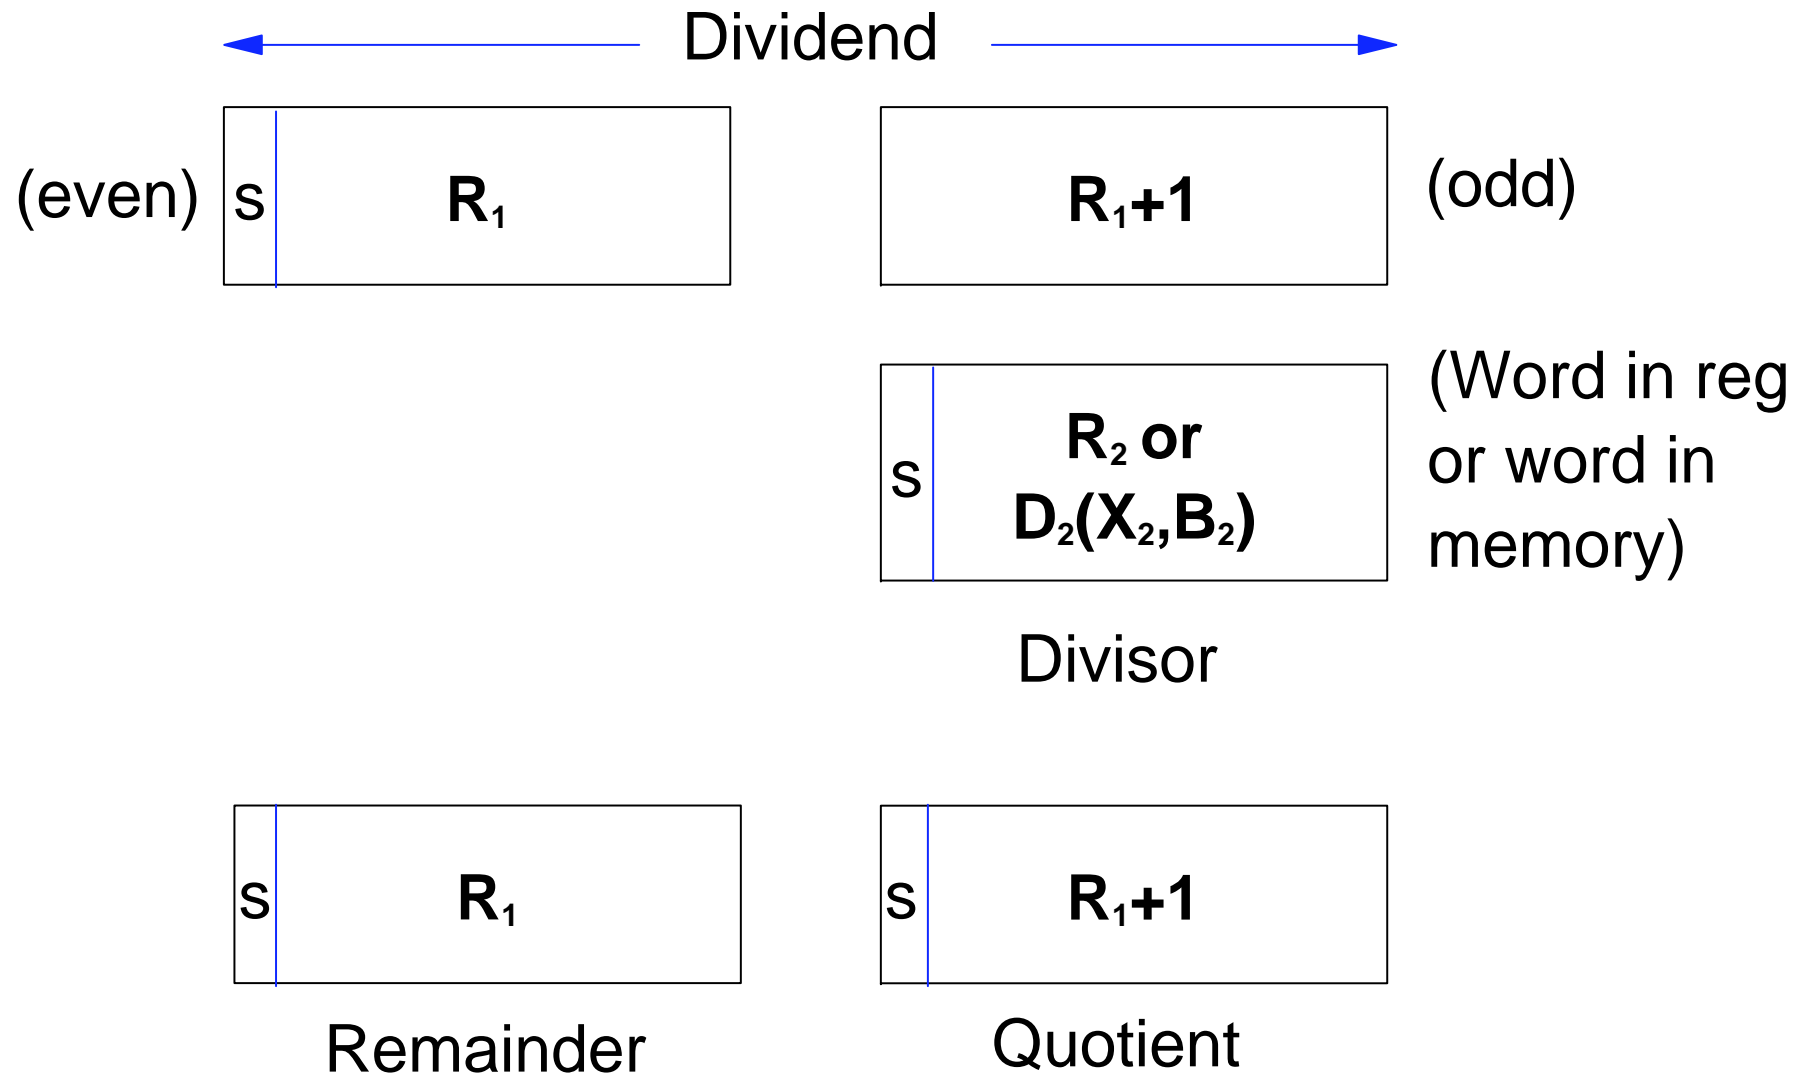 Dividend
(even) s R₁ R₁+1 (odd)
s R₂ or D₂(X₂,B₂)
(Word in reg
or word in
memory)
Divisor
s R₁ s R₁+1
Remainder Quotient